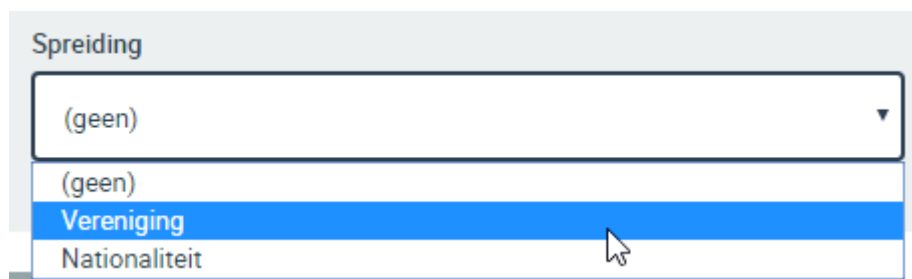 Spreiding
(geen)
(geen)
Vereniging
Nationaliteit